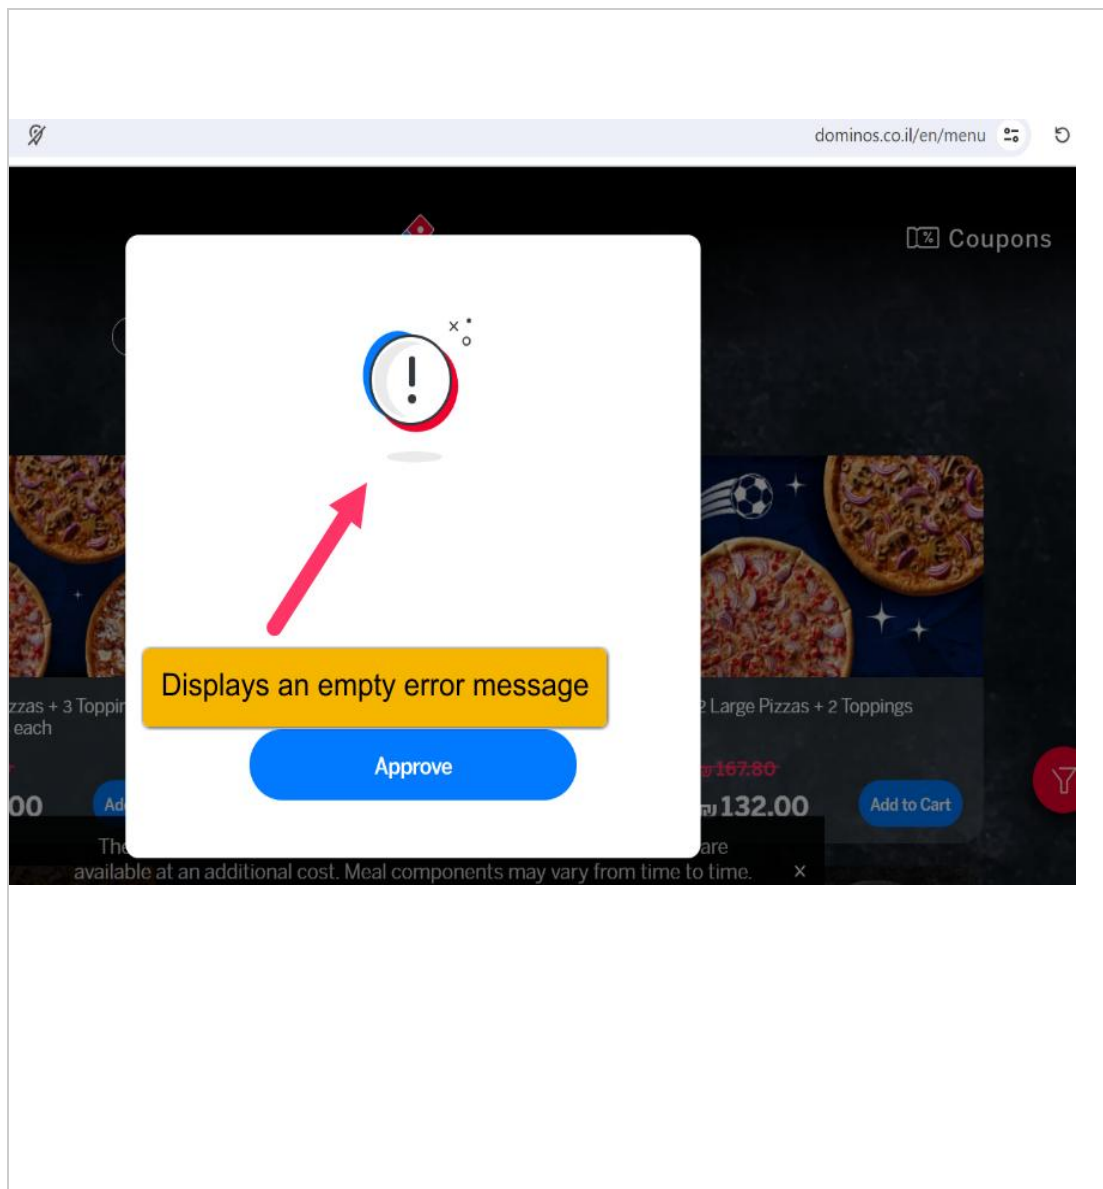 dominos.co.il/en/menu
% Coupons
!
Displays an empty error message
Approve
+ 3
each
2 Large Pizzas + 2 Toppings
₪167.80
₪132.00
Add to Cart
00
The
are
available at an additional cost. Meal components may vary from time to time. ×